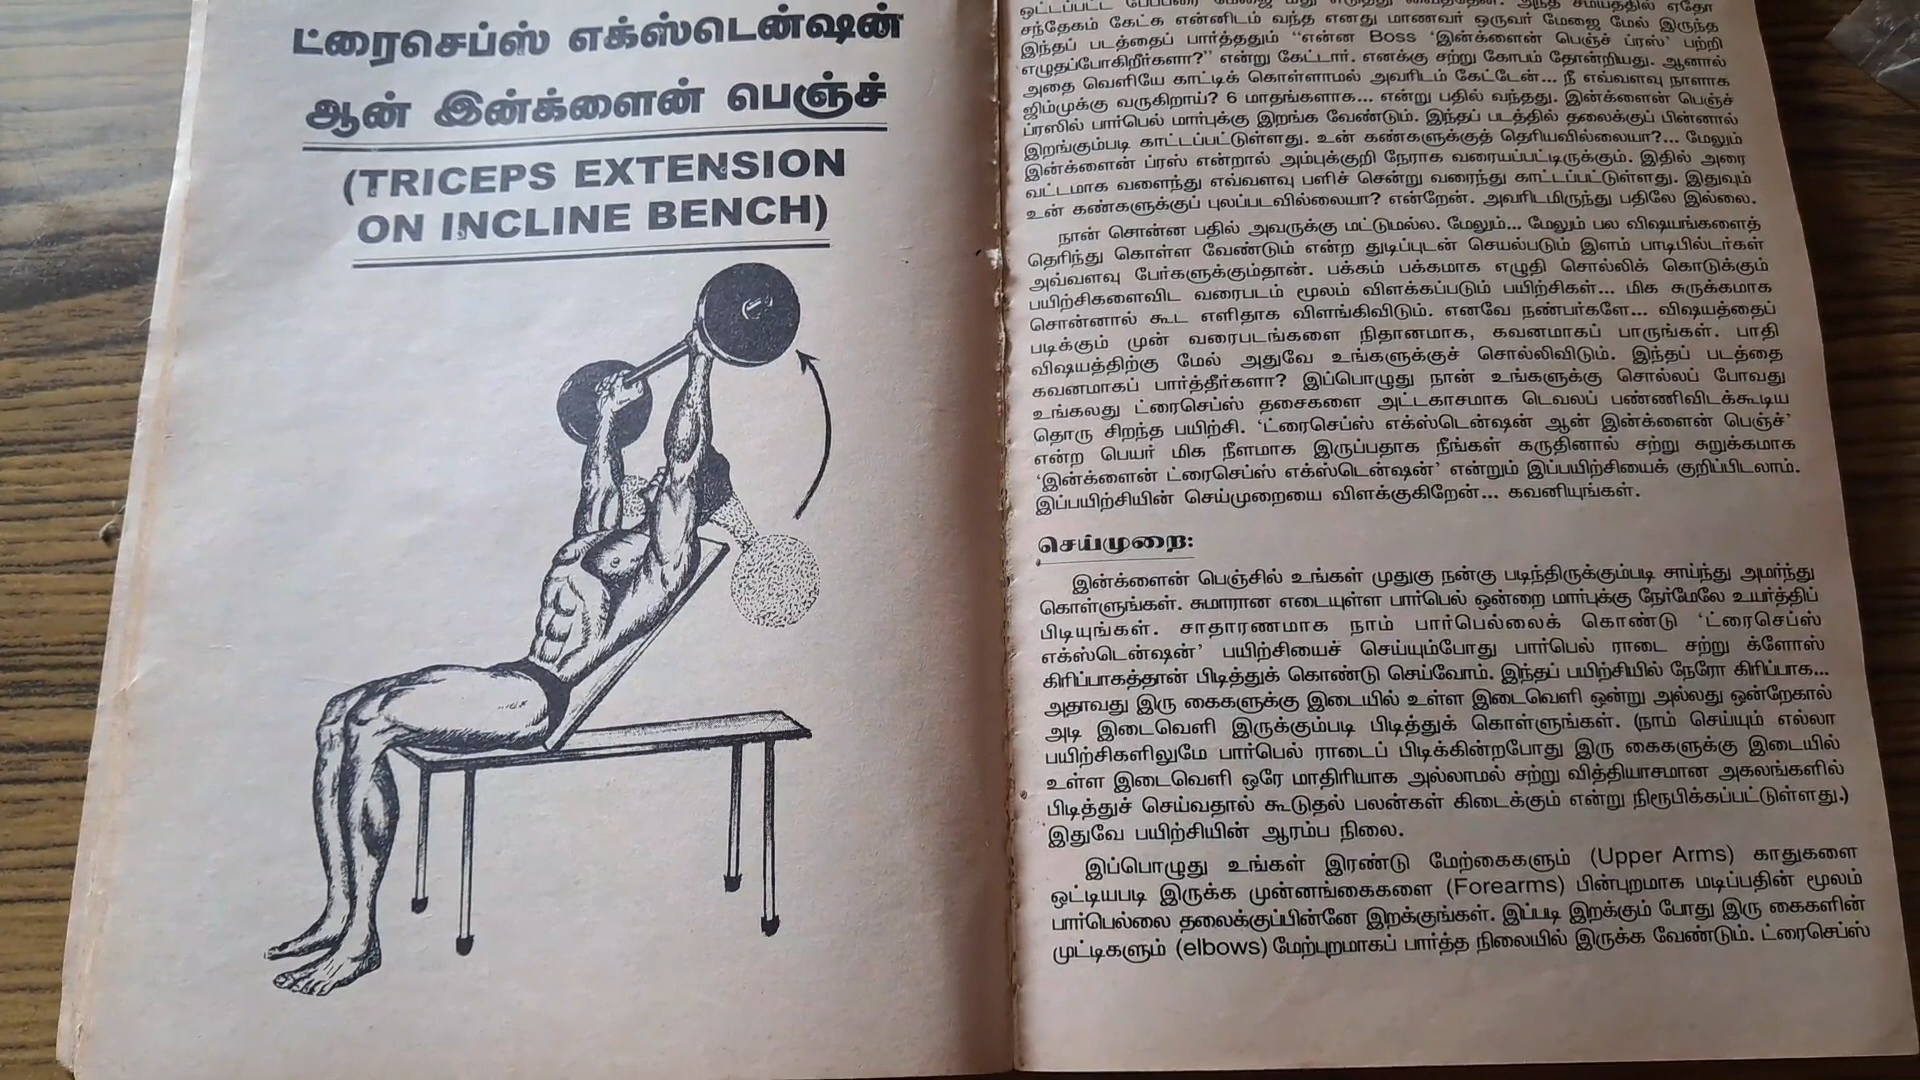 ட்ரைசெப்ஸ் எக்ஸ்டென்ஷன்
ஆன் இன்க்ளைன் பெஞ்ச்
(TRICEPS EXTENSION
ON INCLINE BENCH)
சந்தேகம் கேட்க என்னிடம் வந்த எனது மாணவர் ஒருவர் மேஜை மேல் இருந்த
இந்தப் படத்தைப் பார்த்ததும் “என்ன Boss ‘இன்க்ளைன் பெஞ்ச் ப்ரஸ்’ பற்றி
எழுதப்போகிறீர்களா?” என்று கேட்டார். எனக்கு சற்று கோபம் தோன்றியது. ஆனால்
அதை வெளியே காட்டிக் கொள்ளாமல் அவரிடம் கேட்டேன்... நீ எவ்வளவு நாளாக
ஜிம்முக்கு வருகிறாய்? 6 மாதங்களாக... என்று பதில் வந்தது. இன்க்ளைன் பெஞ்ச்
ப்ரஸில் பார்பெல் மார்புக்கு இறங்க வேண்டும். இந்தப் படத்தில் தலைக்குப் பின்னால்
இறங்கும்படி காட்டப்பட்டுள்ளது. உன் கண்களுக்குத் தெரியவில்லையா?... மேலும்
இன்க்ளைன் ப்ரஸ் என்றால் அம்புக்குறி நேராக வரையப்பட்டிருக்கும். இதில் அரை
வட்டமாக வளைந்து எவ்வளவு பளிச் சென்று வரைந்து காட்டப்பட்டுள்ளது. இதுவும்
உன் கண்களுக்குப் புலப்படவில்லையா? என்றேன். அவரிடமிருந்து பதிலே இல்லை.
நான் சொன்ன பதில் அவருக்கு மட்டுமல்ல. மேலும்... மேலும் பல விஷயங்களைத்
தெரிந்து கொள்ள வேண்டும் என்ற துடிப்புடன் செயல்படும் இளம் பாடிபில்டர்கள்
அவ்வளவு பேர்களுக்கும்தான். பக்கம் பக்கமாக எழுதி சொல்லிக் கொடுக்கும்
பயிற்சிகளைவிட வரைபடம் மூலம் விளக்கப்படும் பயிற்சிகள்... மிக சுருக்கமாக
சொன்னால் கூட எளிதாக விளங்கிவிடும். எனவே நண்பர்களே... விஷயத்தைப்
படிக்கும் முன் வரைபடங்களை நிதானமாக, கவனமாகப் பாருங்கள். பாதி
விஷயத்திற்கு மேல் அதுவே உங்களுக்குச் சொல்லிவிடும். இந்தப் படத்தை
கவனமாகப் பார்த்தீர்களா? இப்பொழுது நான் உங்களுக்கு சொல்லப் போவது
உங்கலது ட்ரைசெப்ஸ் தசைகளை அட்டகாசமாக டெவலப் பண்ணிவிடக்கூடிய
தொரு சிறந்த பயிற்சி. ‘ட்ரைசெப்ஸ் எக்ஸ்டென்ஷன் ஆன் இன்க்ளைன் பெஞ்ச்’
என்ற பெயர் மிக நீளமாக இருப்பதாக நீங்கள் கருதினால் சற்று சுறுக்கமாக
‘இன்க்ளைன் ட்ரைசெப்ஸ் எக்ஸ்டென்ஷன்’ என்றும் இப்பயிற்சியைக் குறிப்பிடலாம்.
இப்பயிற்சியின் செய்முறையை விளக்குகிறேன்... கவனியுங்கள்.
செய்முறை:
இன்க்ளைன் பெஞ்சில் உங்கள் முதுகு நன்கு படிந்திருக்கும்படி சாய்ந்து அமர்ந்து
கொள்ளுங்கள். சுமாரான எடையுள்ள பார்பெல் ஒன்றை மார்புக்கு நேர்மேலே உயர்த்திப்
பிடியுங்கள். சாதாரணமாக நாம் பார்பெல்லைக் கொண்டு ‘ட்ரைசெப்ஸ்
எக்ஸ்டென்ஷன்’ பயிற்சியைச் செய்யும்போது பார்பெல் ராடை சற்று க்ளோஸ்
கிரிப்பாகத்தான் பிடித்துக் கொண்டு செய்வோம். இந்தப் பயிற்சியில் நேரோ கிரிப்பாக...
அதாவது இரு கைகளுக்கு இடையில் உள்ள இடைவெளி ஒன்று அல்லது ஒன்றேகால்
அடி இடைவெளி இருக்கும்படி பிடித்துக் கொள்ளுங்கள். (நாம் செய்யும் எல்லா
பயிற்சிகளிலுமே பார்பெல் ராடைப் பிடிக்கின்றபோது இரு கைகளுக்கு இடையில்
உள்ள இடைவெளி ஒரே மாதிரியாக அல்லாமல் சற்று வித்தியாசமான அகலங்களில்
பிடித்துச் செய்வதால் கூடுதல் பலன்கள் கிடைக்கும் என்று நிரூபிக்கப்பட்டுள்ளது.)
இதுவே பயிற்சியின் ஆரம்ப நிலை.
இப்பொழுது உங்கள் இரண்டு மேற்கைகளும் (Upper Arms) காதுகளை
ஒட்டியபடி இருக்க முன்னங்கைகளை (Forearms) பின்புறமாக மடிப்பதின் மூலம்
பார்பெல்லை தலைக்குப்பின்னே இறக்குங்கள். இப்படி இறக்கும் போது இரு கைகளின்
முட்டிகளும் (elbows) மேற்புறமாகப் பார்த்த நிலையில் இருக்க வேண்டும். ட்ரைசெப்ஸ்